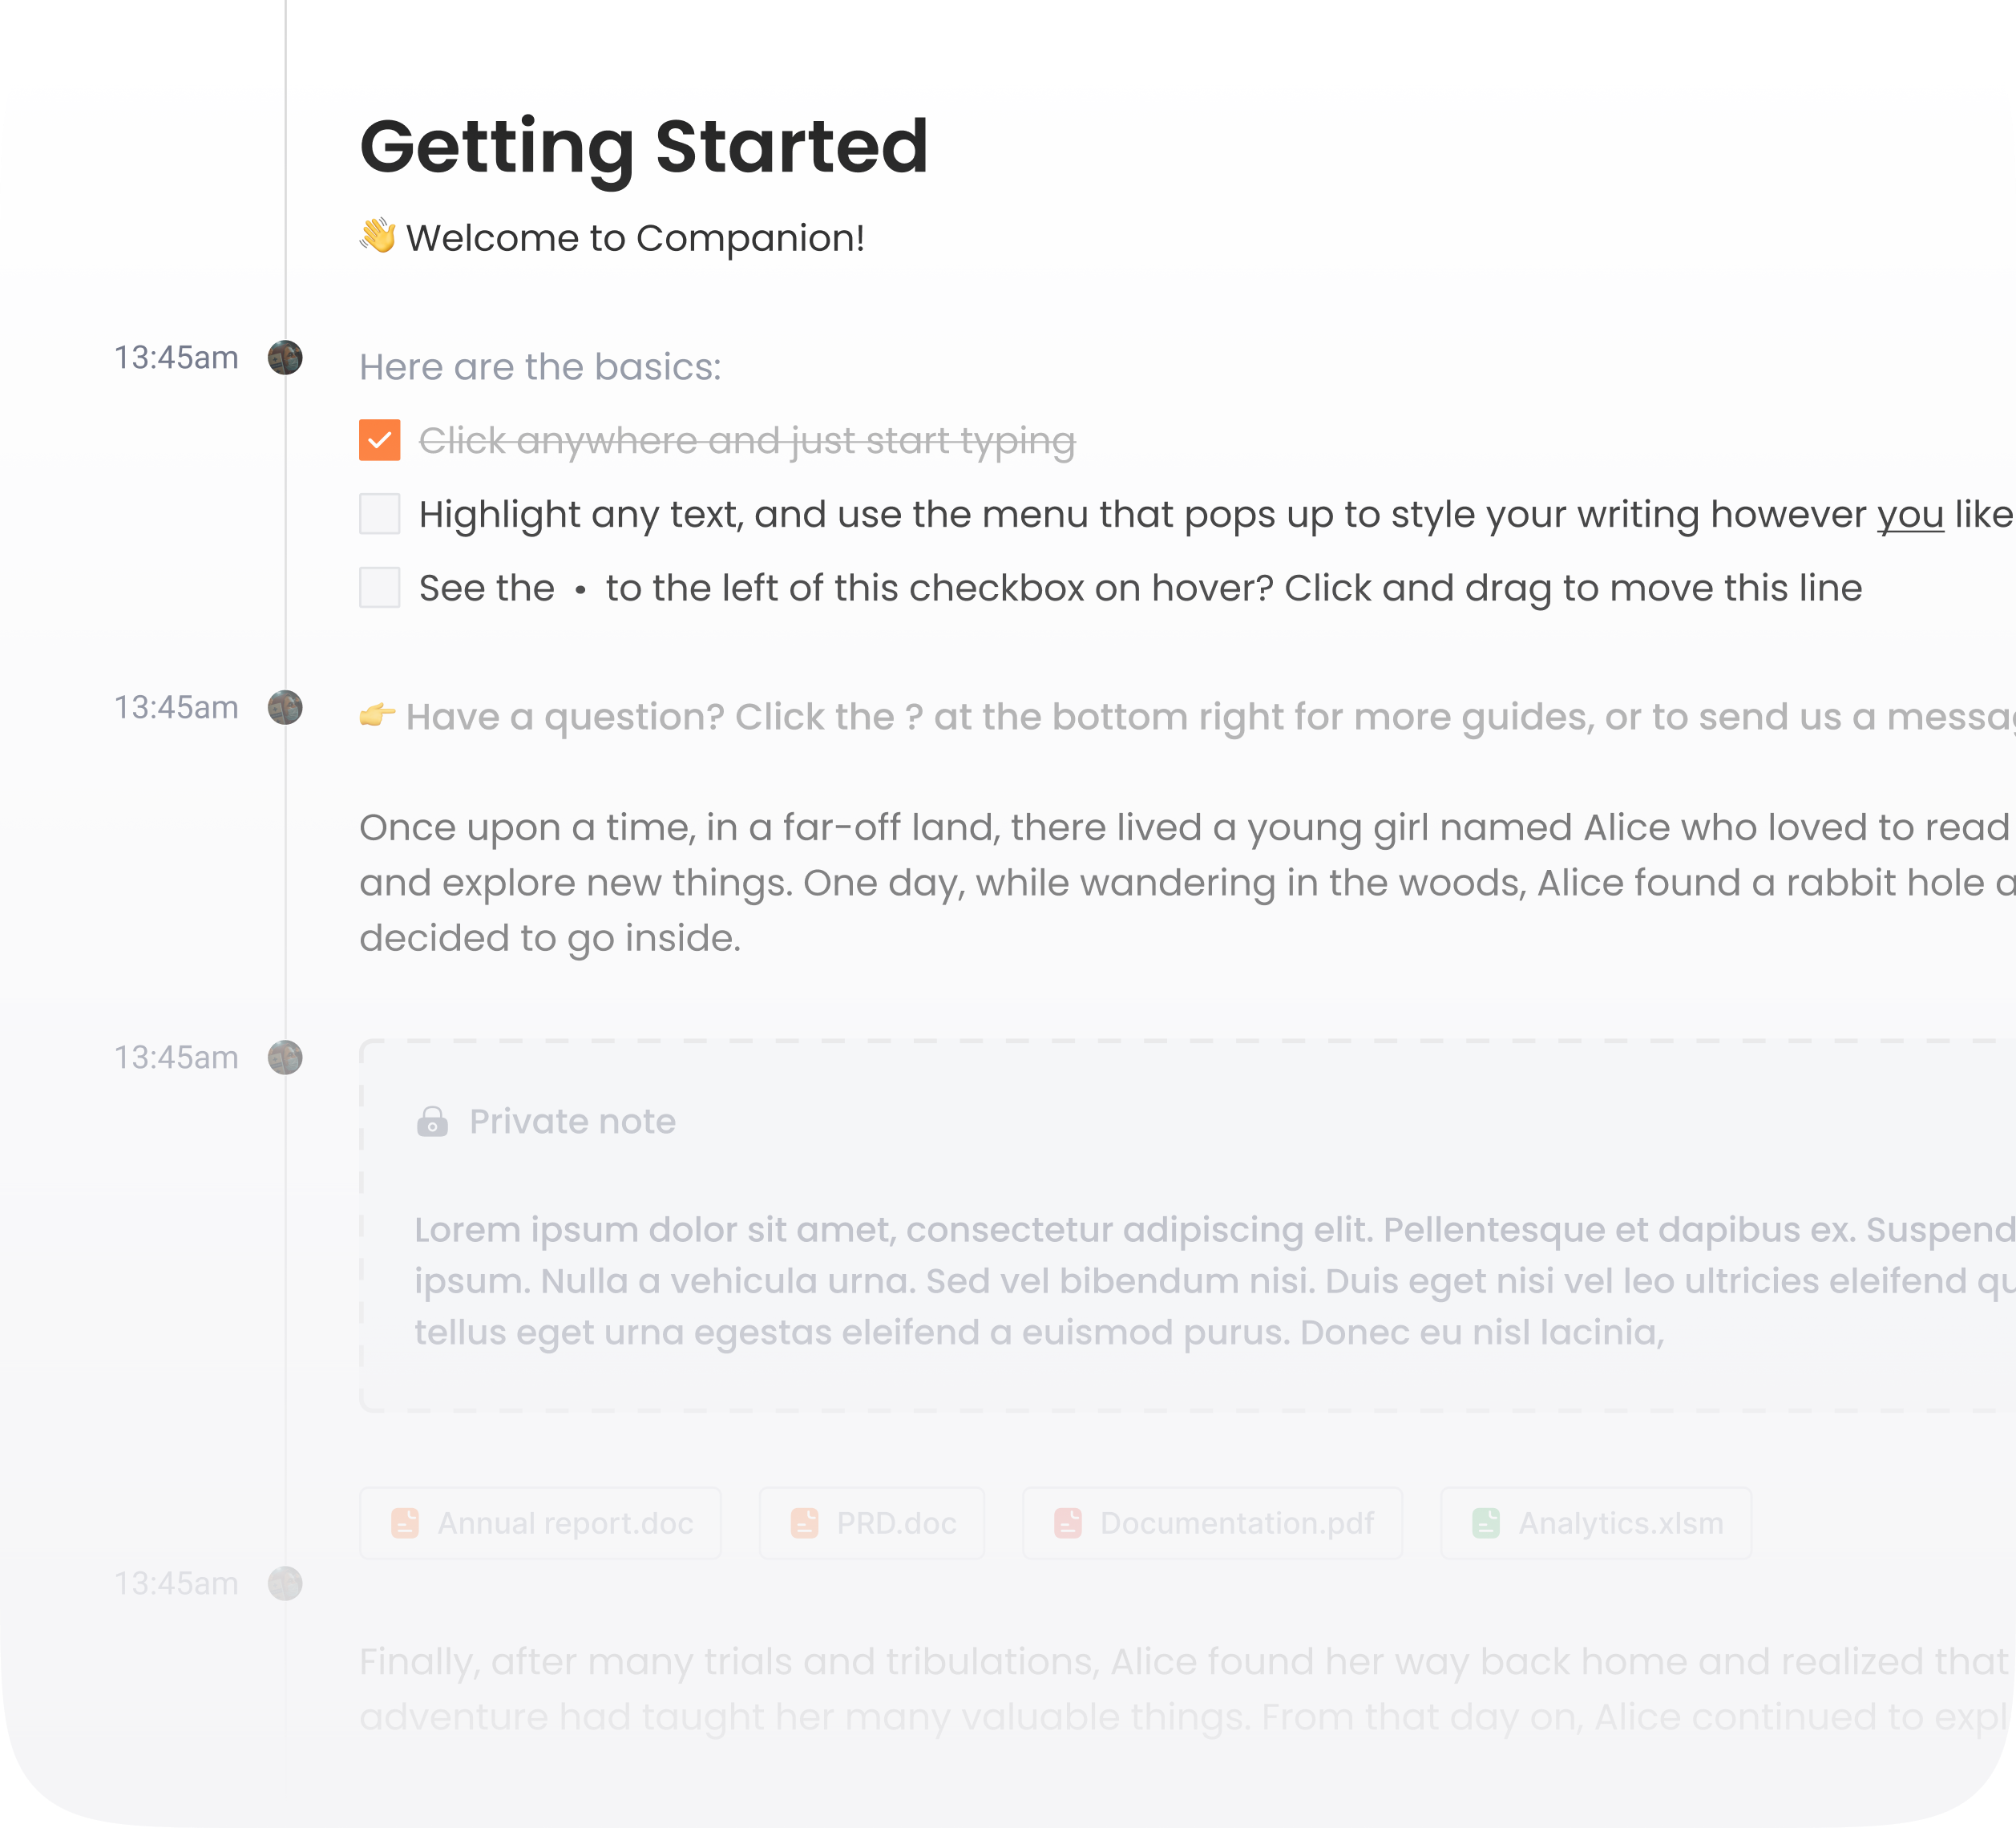 Getting Started
👋 Welcome to Companion!
13:45am
Here are the basics:
Click anywhere and just start typing
Highlight any text, and use the menu that pops up to style your writing however you like
See the • to the left of this checkbox on hover? Click and drag to move this line
13:45am
👉 Have a question? Click the ? at the bottom right for more guides, or to send us a
Once upon a time, in a far-off land, there lived a young girl named Alice who loved to read
and explore new things. One day, while wandering in the woods, Alice found a rabbit hole
decided to go inside.
13:45am
Private note
Lorem ipsum dolor sit amet, consectetur adipiscing elit. Pellentesque et dapibus ex.
ipsum. Nulla a vehicula urna. Sed vel bibendum nisi. Duis eget nisi vel leo ultricies eleifend
tellus eget urna egestas eleifend a euismod purus. Donec eu nisl lacinia,
Annual report.doc
PRD.doc
Documentation.pdf
Analytics.xlsm
13:45am
Finally, after many trials and tribulations, Alice found her way back home and realized that
adventure had taught her many valuable things. From that day on, Alice continued to